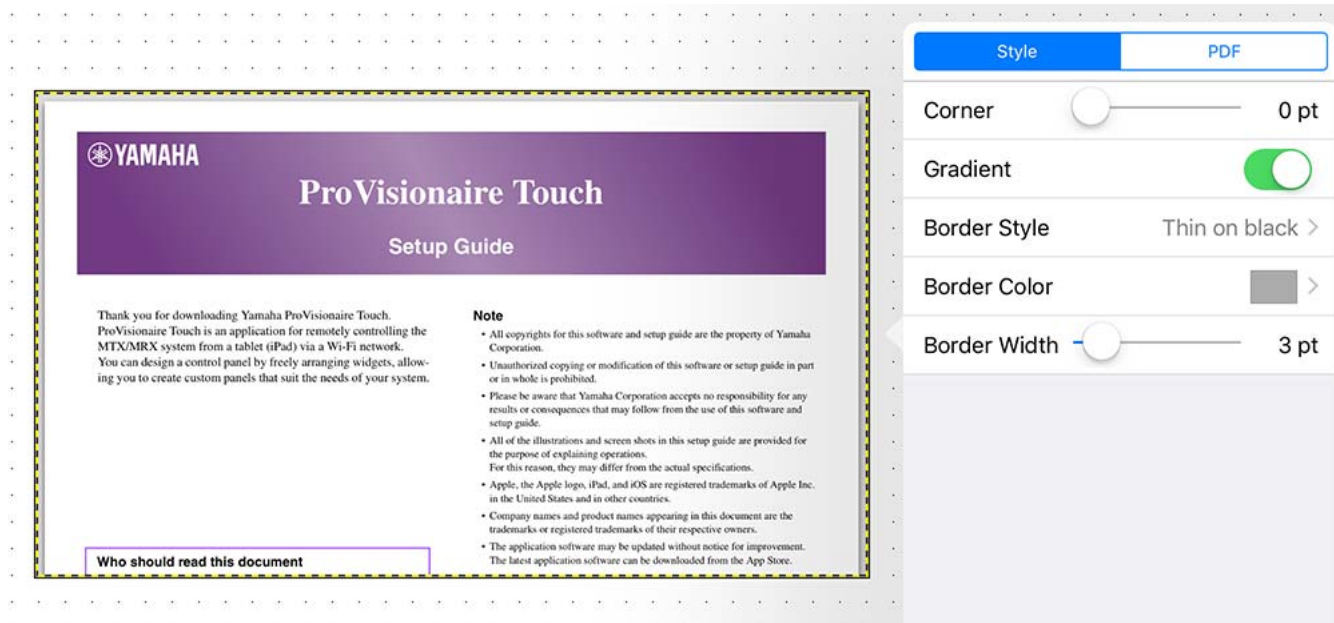 YAMAHA
ProVisionaire Touch
Setup Guide
Thank you for downloading Yamaha ProVisionaire Touch.
ProVisionaire Touch is an application for remotely controlling the
MTX/MRX system from a tablet (iPad) via a Wi-Fi network.
You can design a control panel by freely arranging widgets, allow-
ing you to create custom panels that suit the needs of your system.
Who should read this document
Note
• All copyrights for this software and setup guide are the property of Yamaha
Corporation.
• Unauthorized copying or modification of this software or setup guide in part
or in whole is prohibited.
• Please be aware that Yamaha Corporation accepts no responsibility for any
results or consequences that may follow from the use of this software and
setup guide.
• All of the illustrations and screen shots in this setup guide are provided for
the purpose of explaining operations.
For this reason, they may differ from the actual specifications.
• Apple, the Apple logo, iPad, and iOS are registered trademarks of Apple Inc.
in the United States and in other countries.
• Company names and product names appearing in this document are the
trademarks or registered trademarks of their respective owners.
• The application software may be updated without notice for improvement.
The latest application software can be downloaded from the App Store.
Style PDF
Corner 0 pt
Gradient
Border Style Thin on black >
Border Color >
Border Width 3 pt